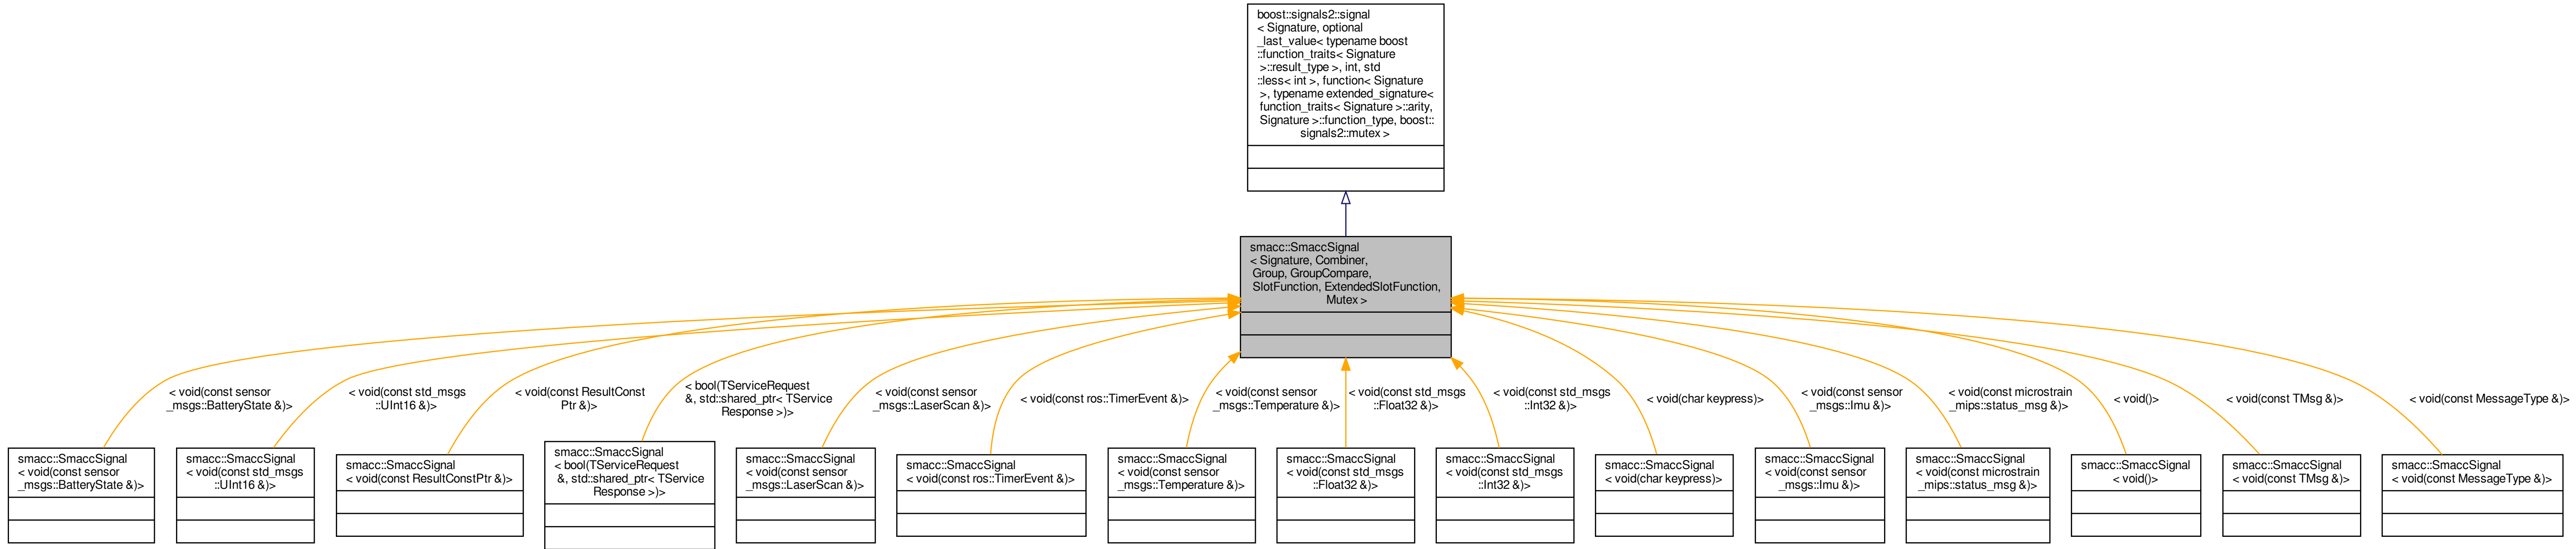 boost::signals2::signal
< Signature, optional
_last_value< typename boost
::function_traits< Signature
>::result_type >, int, std
::less< int >, function< Signature
>, typename extended_signature<
function_traits< Signature >::arity,
Signature >::function_type, boost::
signals2::mutex >
smacc::SmaccSignal
< Signature, Combiner,
Group, GroupCompare,
SlotFunction, ExtendedSlotFunction,
Mutex >
< void(const sensor
_msgs::BatteryState &)>
< void(const std_msgs
::UInt16 &)>
< void(const ResultConst
Ptr &)>
< bool(TServiceRequest
&, std::shared_ptr< TService
Response >)>
< void(const sensor
_msgs::LaserScan &)>
< void(const ros::TimerEvent &)>
< void(const sensor
_msgs::Temperature &)>
< void(const std_msgs
::Float32 &)>
< void(const std_msgs
::Int32 &)>
< void(char keypress)>
< void(const sensor
_msgs::Imu &)>
< void(const microstrain
_mips::status_msg &)>
< void()>
< void(const TMsg &)>
< void(const MessageType &)>
smacc::SmaccSignal
< void(const sensor
_msgs::BatteryState &)>
smacc::SmaccSignal
< void(const std_msgs
::UInt16 &)>
smacc::SmaccSignal
< void(const ResultConstPtr &)>
smacc::SmaccSignal
< bool(TServiceRequest
&, std::shared_ptr< TService
Response >)>
smacc::SmaccSignal
< void(const sensor
_msgs::LaserScan &)>
smacc::SmaccSignal
< void(const ros::TimerEvent &)>
smacc::SmaccSignal
< void(const sensor
_msgs::Temperature &)>
smacc::SmaccSignal
< void(const std_msgs
::Float32 &)>
smacc::SmaccSignal
< void(const std_msgs
::Int32 &)>
smacc::SmaccSignal
< void(char keypress)>
smacc::SmaccSignal
< void(const sensor
_msgs::Imu &)>
smacc::SmaccSignal
< void(const microstrain
_mips::status_msg &)>
smacc::SmaccSignal
< void()>
smacc::SmaccSignal
< void(const TMsg &)>
smacc::SmaccSignal
< void(const MessageType &)>